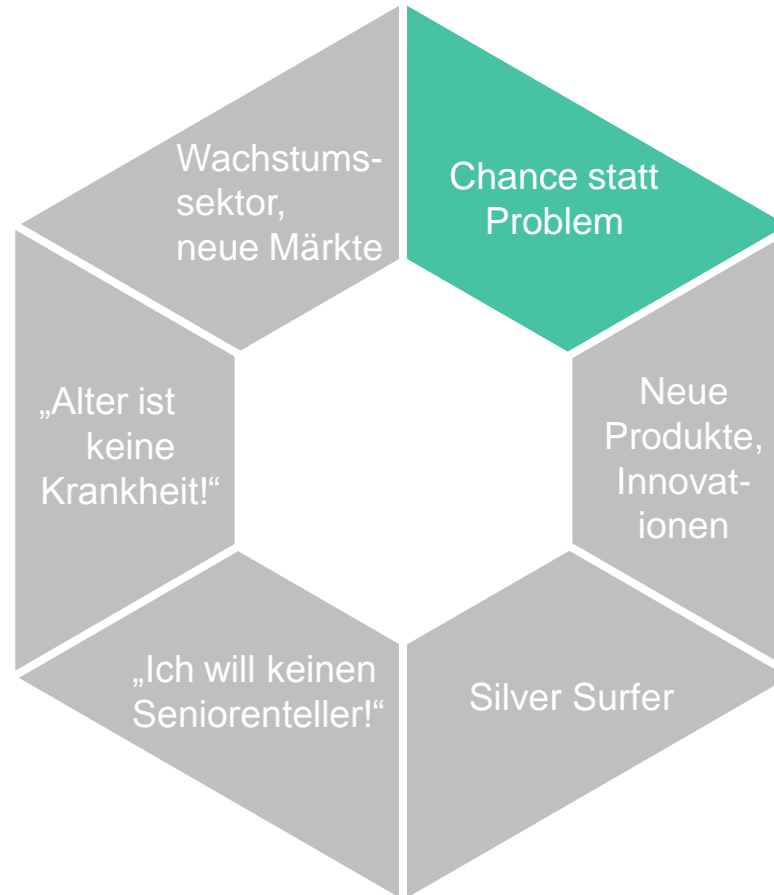 Wachstums-
sektor,
neue Märkte
Chance statt
Problem
„Alter ist
keine
Krankheit!“
Neue
Produkte,
Innovat-
ionen
„Ich will keinen
Seniorenteller!“
Silver Surfer